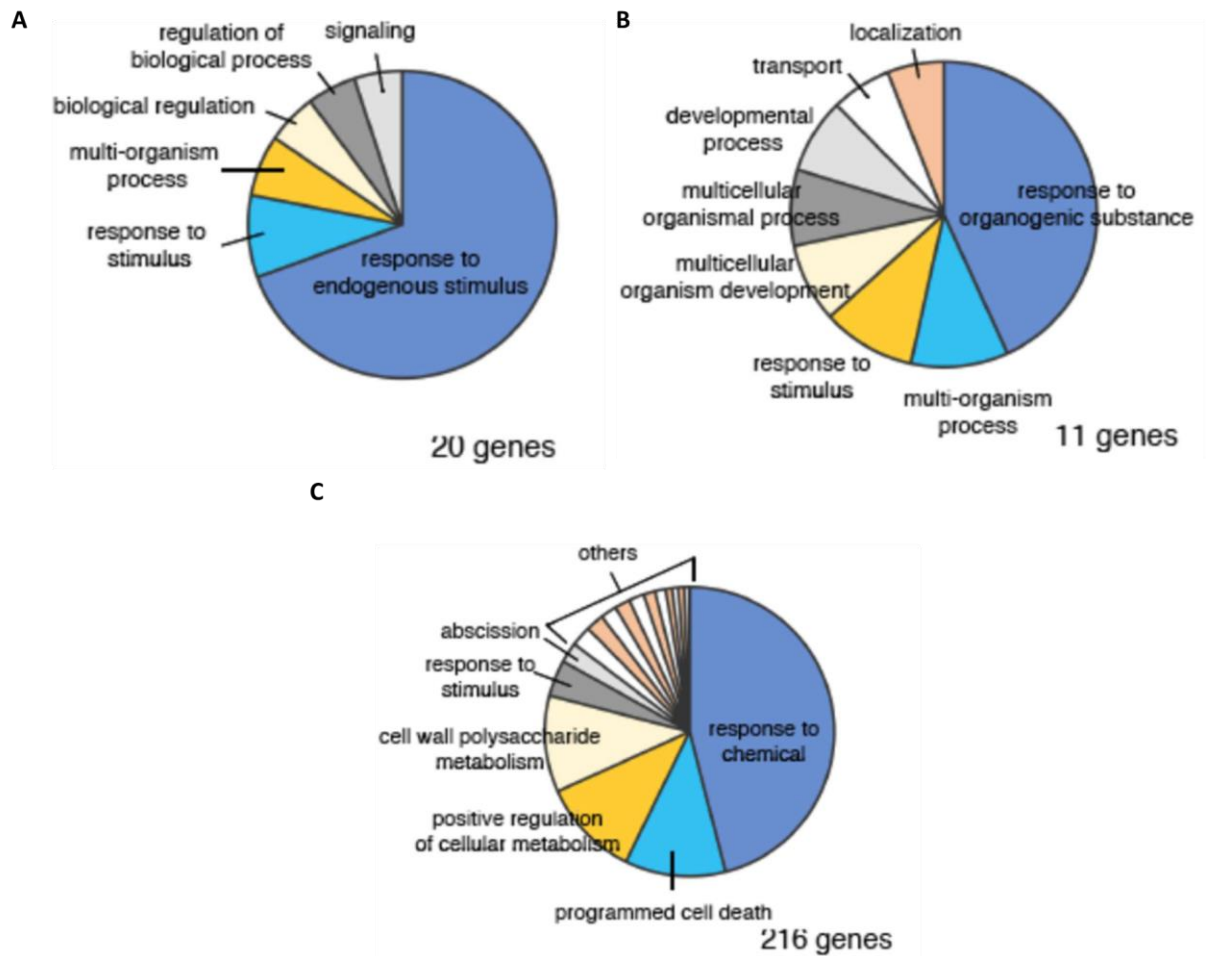 A
regulation of
biological process
signaling
biological regulation
multi-organism
process
response to
stimulus
response to
endogenous stimulus
20 genes
B
localization
transport
developmental
process
multicellular
organismal process
multicellular
organism development
response to
stimulus
multi-organism
process
response to
organogenic substance
11 genes
C
others
abscission
response to
stimulus
cell wall polysaccharide
metabolism
positive regulation
of cellular metabolism
programmed cell death
response to
chemical
216 genes